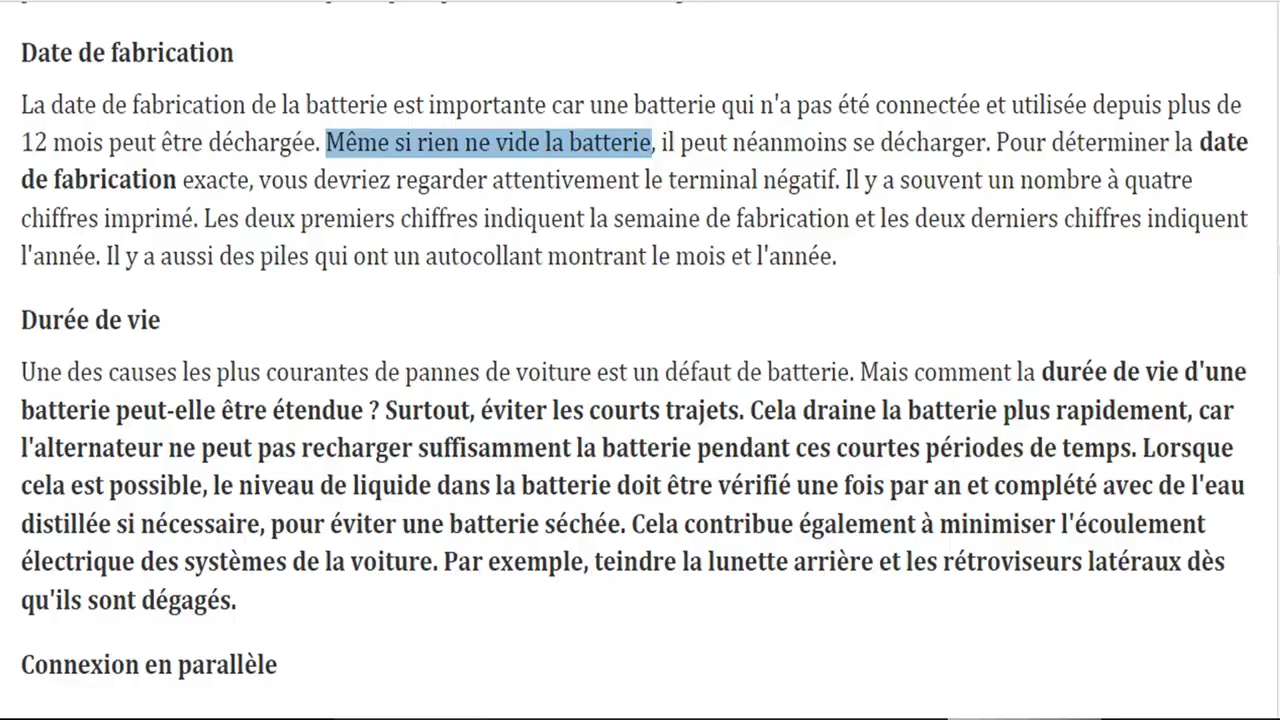 Date de fabrication
La date de fabrication de la batterie est importante car une batterie qui n'a pas été connectée et utilisée depuis plus de
12 mois peut être déchargée. Même si rien ne vide la batterie, il peut néanmoins se décharger. Pour déterminer la date
de fabrication exacte, vous devriez regarder attentivement le terminal négatif. Il y a souvent un nombre à quatre
chiffres imprimé. Les deux premiers chiffres indiquent la semaine de fabrication et les deux derniers chiffres indiquent
l'année. Il y a aussi des piles qui ont un autocollant montrant le mois et l'année.
Durée de vie
Une des causes les plus courantes de pannes de voiture est un défaut de batterie. Mais comment la durée de vie d'une
batterie peut-elle être étendue ? Surtout, éviter les courts trajets. Cela draine la batterie plus rapidement, car
l'alternateur ne peut pas recharger suffisamment la batterie pendant ces courtes périodes de temps. Lorsque
cela est possible, le niveau de liquide dans la batterie doit être vérifié une fois par an et complété avec de l'eau
distillée si nécessaire, pour éviter une batterie séchée. Cela contribue également à minimiser l'écoulement
électrique des systèmes de la voiture. Par exemple, teindre la lunette arrière et les rétroviseurs latéraux dès
qu'ils sont dégagés.
Connexion en parallèle